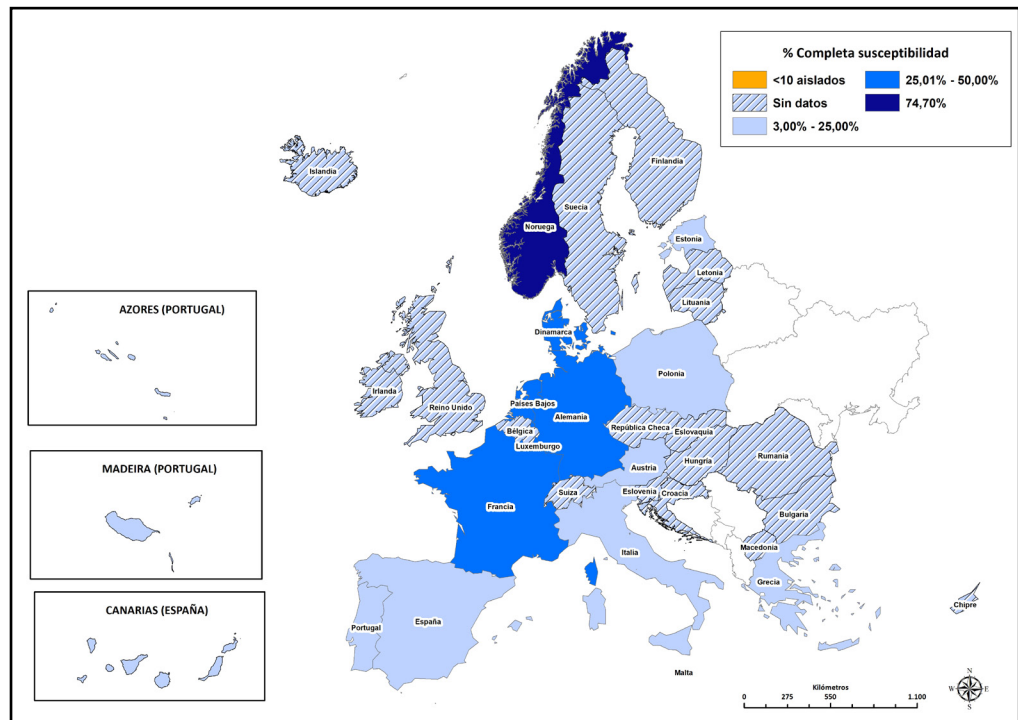 % Completa susceptibilidad
<10 aislados
25,01% - 50,00%
Sin datos
74,70%
3,00% - 25,00%
Islandia
Finlandia
Suecia
Noruega
Estonia
Letonia
Lituania
AZORES (PORTUGAL)
Dinamarca
Polonia
Irlanda
Reino Unido
Países Bajos
Alemania
Bélgica
República Checa
Eslovaquia
Luxemburgo
Hungría
Rumania
MADEIRA (PORTUGAL)
Austria
Suiza
Eslovenia
Croacia
Francia
Bulgaria
Italia
Macedonia
Grecia
CANARIAS (ESPAÑA)
Chipre
Portugal
España
Malta
Kilómetros
0 275 550 1.100
N
W E
S